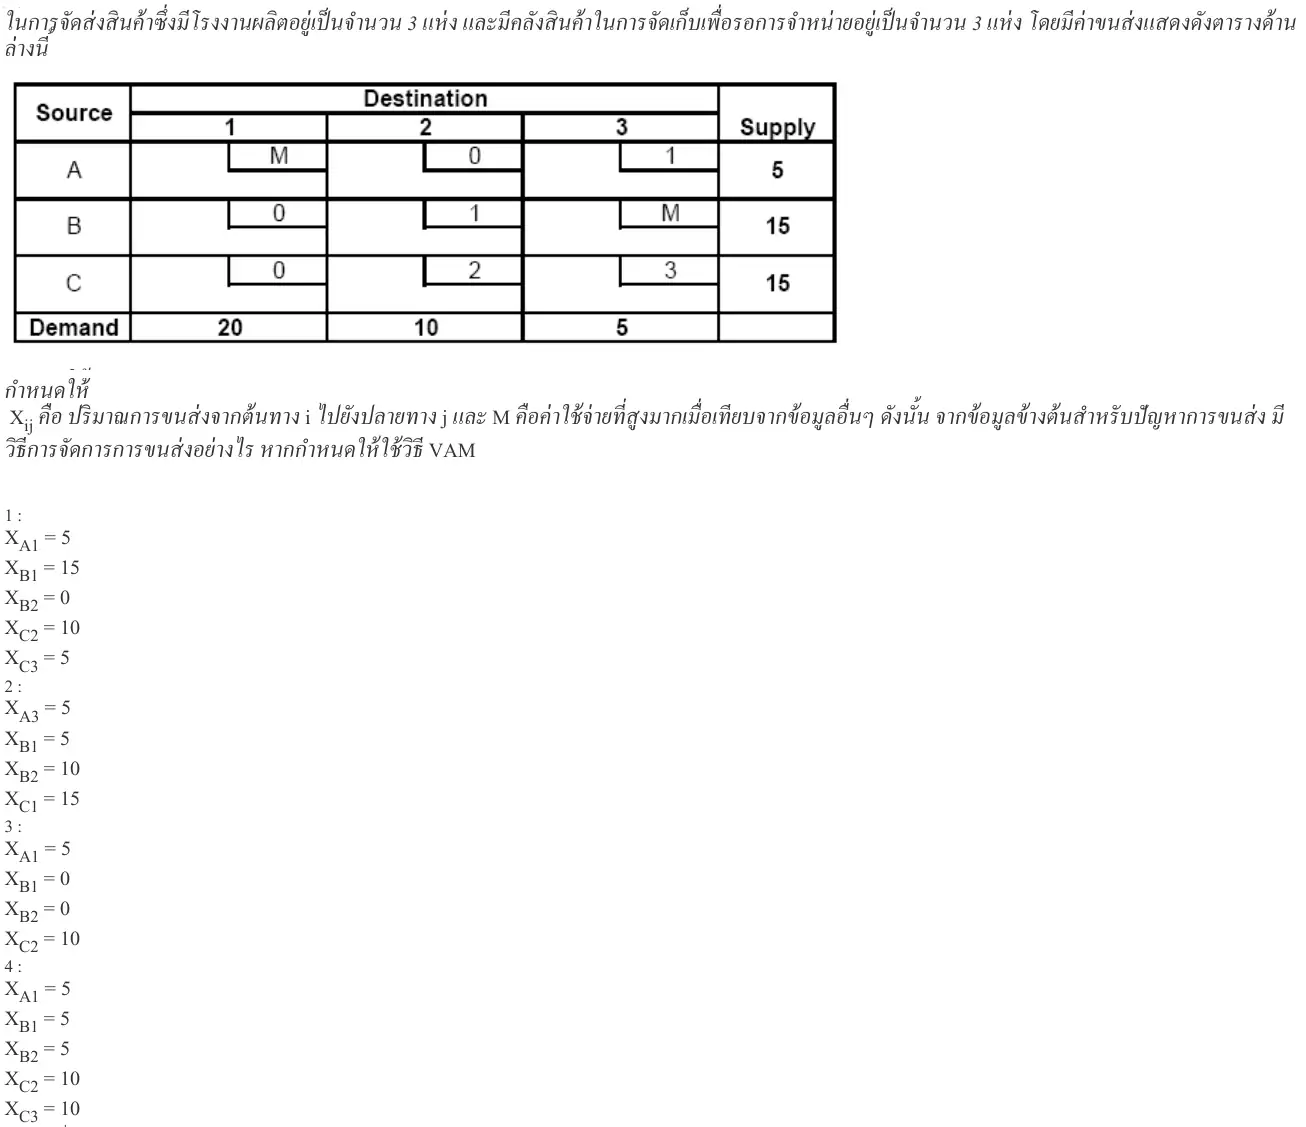 ในการจัดส่งสินค้าซึ่งมีโรงงานผลิตอยู่เป็นจำนวน 3 แห่ง และมีคลังสินค้าในการจัดเก็บเพื่อรอการจำหน่ายอยู่เป็นจำนวน 3 แห่ง โดยมีค่าขนส่งแสดงดังตารางด้าน
ล่างนี้
Source Destination Supply
1 2 3
A M 0 1 5
B 0 1 M 15
C 0 2 3 15
Demand 20 10 5
กำหนดให้
Xij คือ ปริมาณการขนส่งจากต้นทาง i ไปยังปลายทาง j และ M คือค่าใช้จ่ายที่สูงมากเมื่อเทียบจากข้อมูลอื่นๆ ดังนั้น จากข้อมูลข้างต้นสำหรับปัญหาการขนส่ง มี
วิธีการจัดการการขนส่งอย่างไร หากกำหนดให้ใช้วิธี VAM
1 :
XA1 = 5
XB1 = 15
XB2 = 0
XC2 = 10
XC3 = 5
2 :
XA3 = 5
XB1 = 5
XB2 = 10
XC1 = 15
3 :
XA1 = 5
XB1 = 0
XB2 = 0
XC2 = 10
4 :
XA1 = 5
XB1 = 5
XB2 = 5
XC2 = 10
XC3 = 10